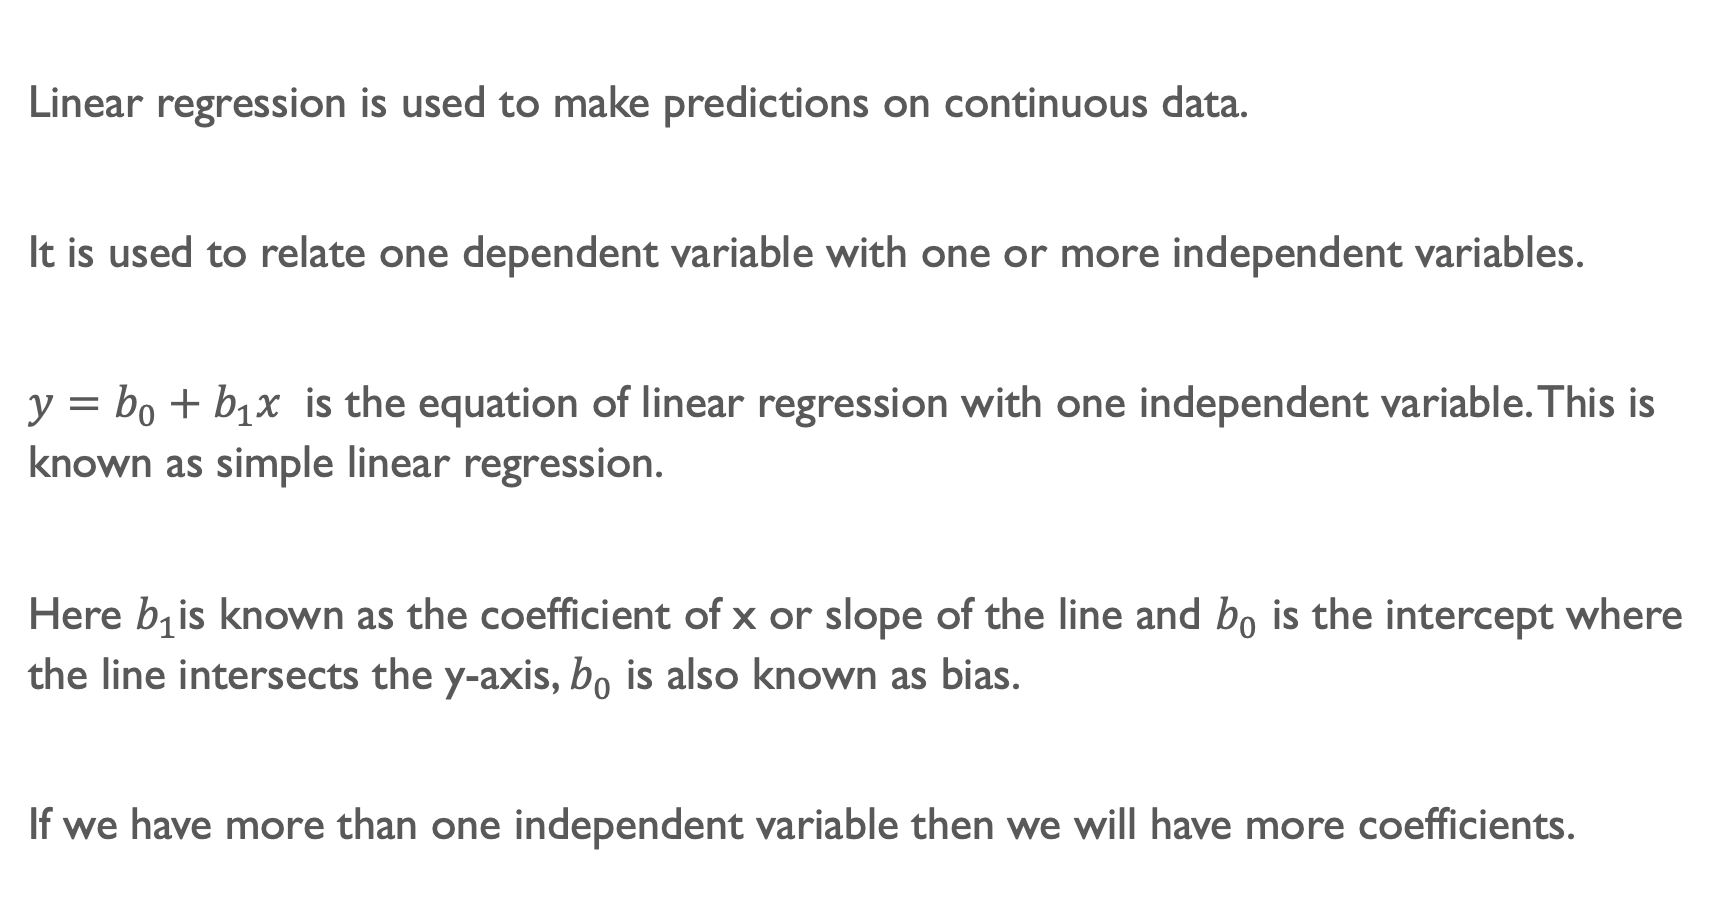 Linear regression is used to make predictions on continuous data.
It is used to relate one dependent variable with one or more independent variables.
y = b₀ + b₁x is the equation of linear regression with one independent variable. This is
known as simple linear regression.
Here b₁is known as the coefficient of x or slope of the line and b₀ is the intercept where
the line intersects the y-axis, b₀ is also known as bias.
If we have more than one independent variable then we will have more coefficients.